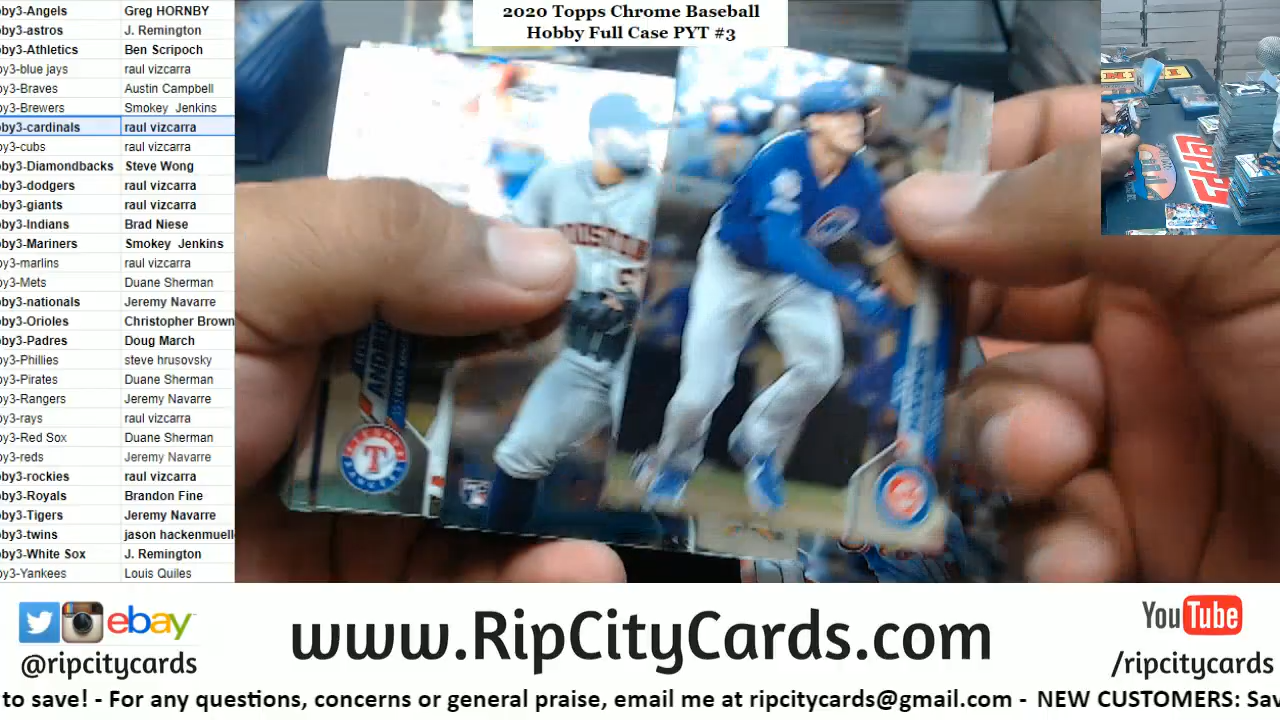 2020 Topps Chrome Baseball
Hobby Full Case PYT #3
by3-Angels Greg HORNBY
by3-astros J. Remington
by3-Athletics Ben Scripoch
by3-blue jays raul vizcarra
by3-Braves Austin Campbell
by3-Brewers Smokey Jenkins
by3-cardinals raul vizcarra
by3-cubs raul vizcarra
by3-Diamondbacks Steve Wong
by3-dodgers raul vizcarra
by3-giants raul vizcarra
by3-Indians Brad Niese
by3-Mariners Smokey Jenkins
by3-marlins raul vizcarra
by3-Mets Duane Sherman
by3-nationals Jeremy Navarre
by3-Orioles Christopher Brown
by3-Padres Doug March
by3-Phillies steve hrusovsky
by3-Pirates Duane Sherman
by3-Rangers Jeremy Navarre
by3-rays raul vizcarra
by3-Red Sox Duane Sherman
by3-reds Jeremy Navarre
by3-rockies raul vizcarra
by3-Royals Brandon Fine
by3-Tigers Jeremy Navarre
by3-twins jason hackenmuell
by3-White Sox J. Remington
by3-Yankees Louis Quiles
TOPPS
T
ebay
@ripcitycards
www.RipCityCards.com
YouTube
/ripcitycards
to save! - For any questions, concerns or general praise, email me at ripcitycards@gmail.com - NEW CUSTOMERS: Sav